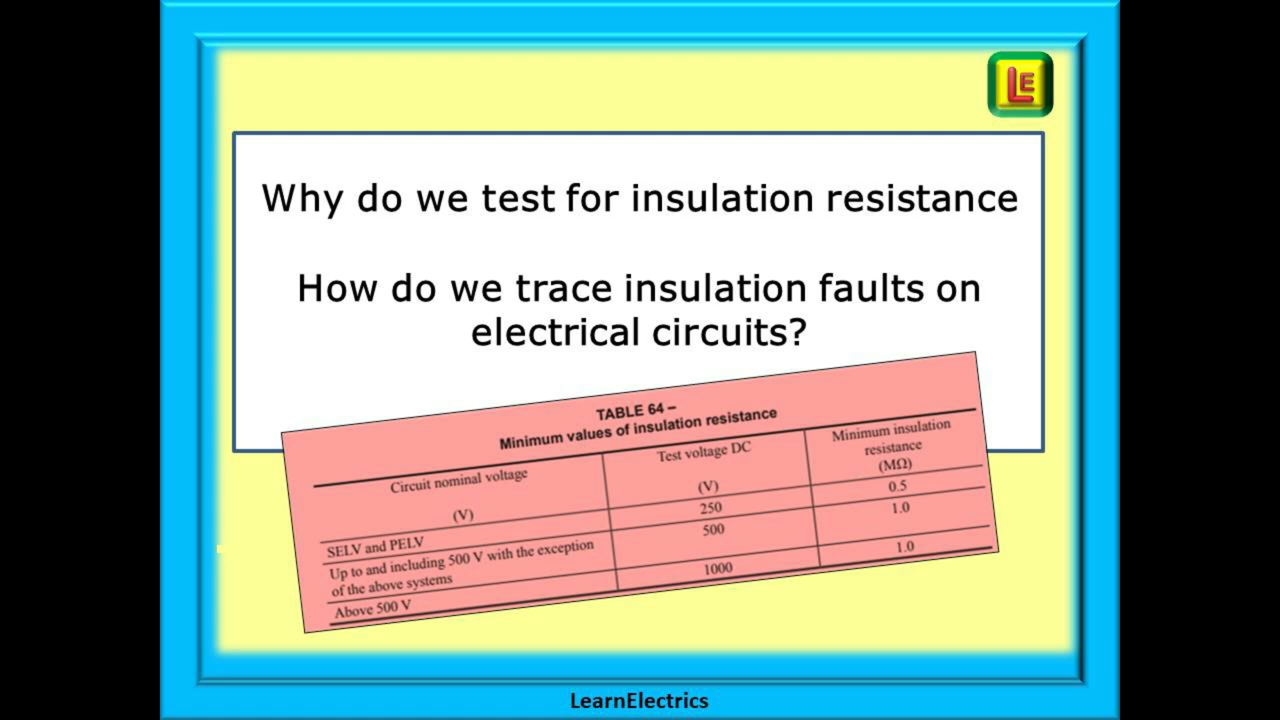 LE
Why do we test for insulation resistance
How do we trace insulation faults on
electrical circuits?
TABLE 64 –
Minimum values of insulation resistance
Circuit nominal voltage
(V)
Test voltage DC
(V)
Minimum insulation
resistance
(MΩ)
SELV and PELV
250
0.5
Up to and including 500 V with the exception
of the above systems
500
1.0
Above 500 V
1000
1.0
LearnElectrics